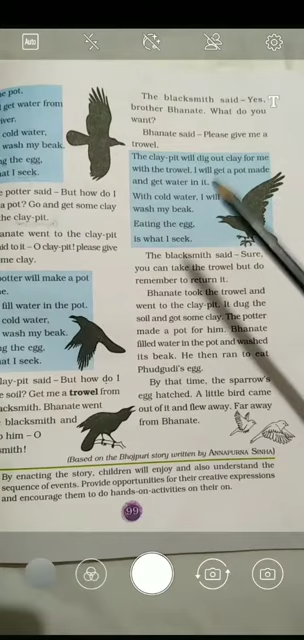 Auto
e pot.
get water from
iver.
cold water,
wash my beak.
g the egg,
at I seek.
e potter said – But how do I
a pot? Go and get some clay
the clay-pit.
anate went to the clay-pit
aid to it – O clay-pit! please give
me clay.
potter will make a pot
e.
fill water in the pot.
cold water,
wash my beak.
g the egg,
at I seek.
lay-pit said – But how do I
e soil? Get me a trowel from
acksmith. Bhanate went
blacksmith and
o him – O
smith!
The blacksmith said – Yes,
brother Bhanate. What do you
want?
Bhanate said – Please give me a
trowel.
The clay-pit will dig out clay for me
with the trowel. I will get a pot made
and get water in it.
With cold water, I will
wash my beak.
Eating the egg,
is what I seek.
The blacksmith said – Sure,
you can take the trowel but do
remember to return it.
Bhanate took the trowel and
went to the clay-pit. It dug the
soil and got some clay. The potter
made a pot for him. Bhanate
filled water in the pot and washed
its beak. He then ran to eat
Phudgudi's egg.
By that time, the sparrow's
egg hatched. A little bird came
out of it and flew away. Far away
from Bhanate.
(Based on the Bhojpuri story written by ANNAPURNA SINHA)
By enacting the story, children will enjoy and also understand the
sequence of events. Provide opportunities for their creative expressions
and encourage them to do hands-on-activities on their own.
99